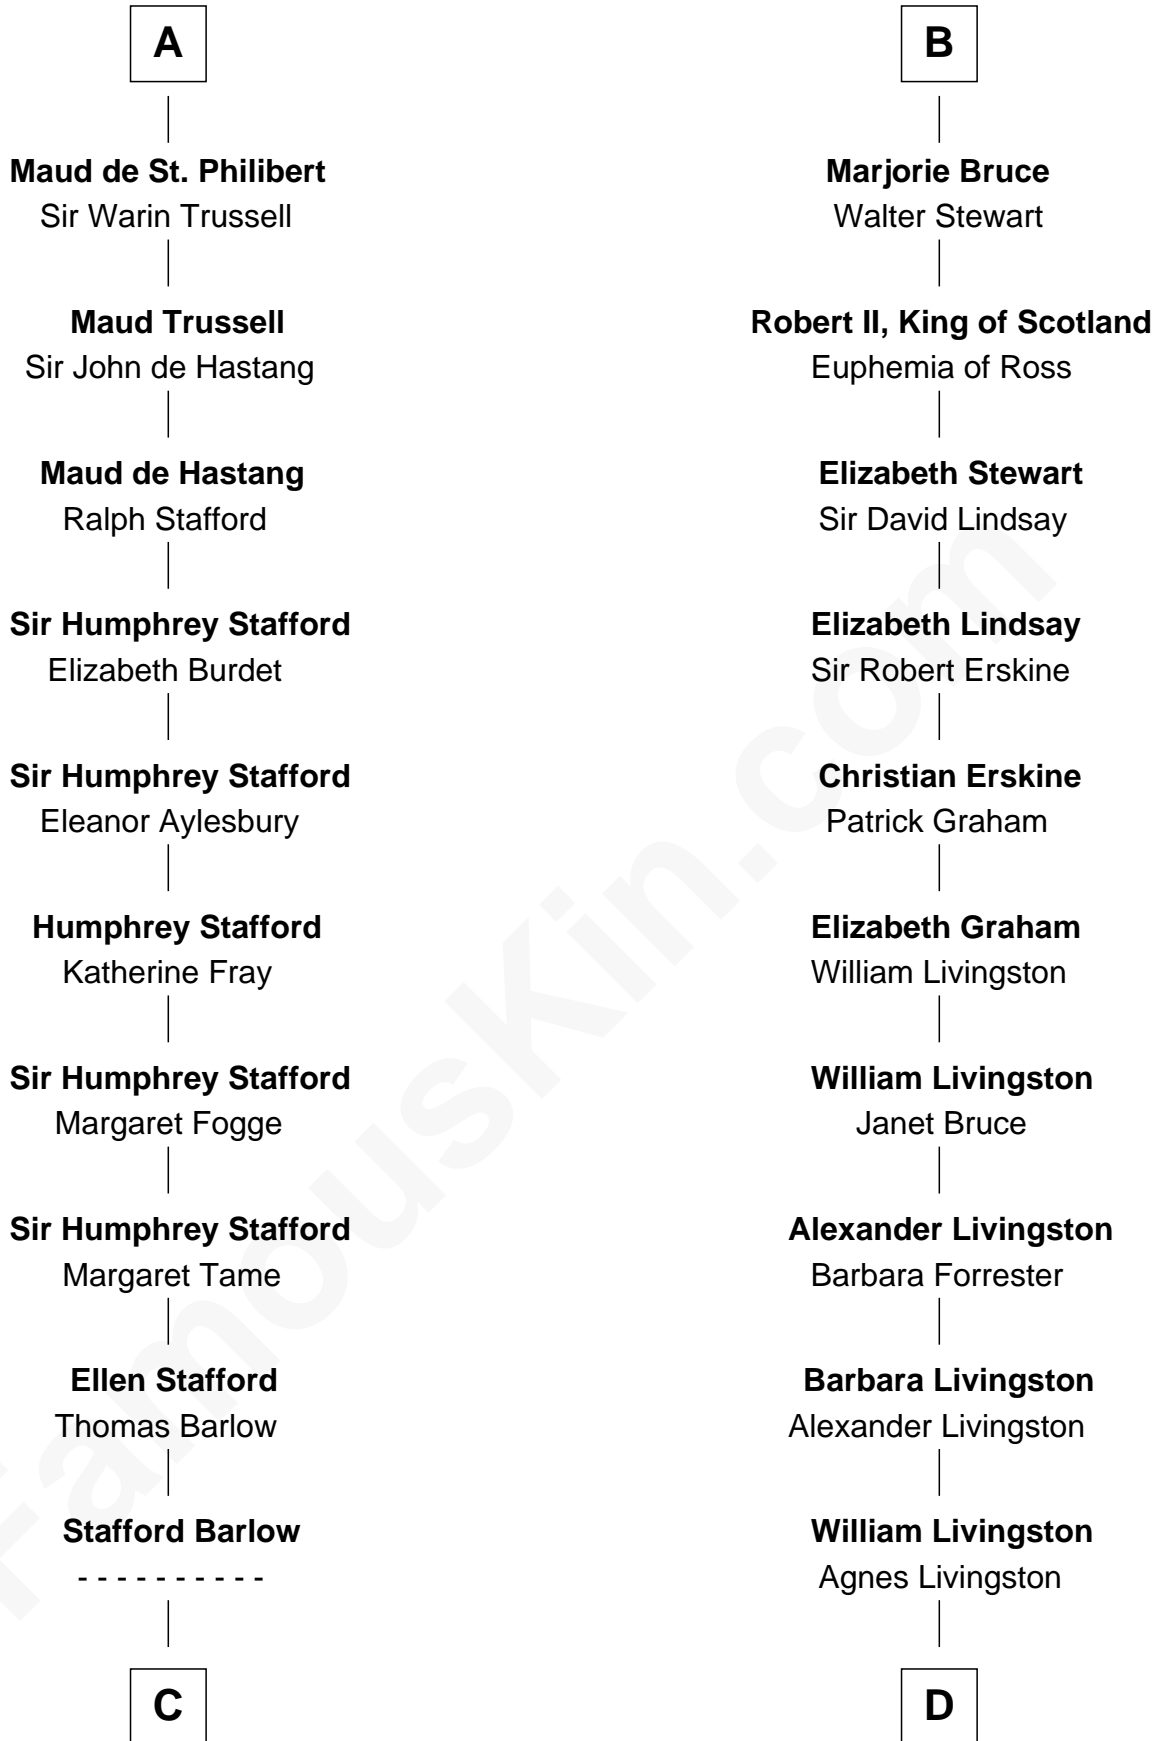 A
Maud de St. Philibert
Sir Warin Trussell
Maud Trussell
Sir John de Hastang
Maud de Hastang
Ralph Stafford
Sir Humphrey Stafford
Elizabeth Burdet
Sir Humphrey Stafford
Eleanor Aylesbury
Humphrey Stafford
Katherine Fray
Sir Humphrey Stafford
Margaret Fogge
Sir Humphrey Stafford
Margaret Tame
Ellen Stafford
Thomas Barlow
Stafford Barlow
- - - - - - - - - -
C
B
Marjorie Bruce
Walter Stewart
Robert II, King of Scotland
Euphemia of Ross
Elizabeth Stewart
Sir David Lindsay
Elizabeth Lindsay
Sir Robert Erskine
Christian Erskine
Patrick Graham
Elizabeth Graham
William Livingston
William Livingston
Janet Bruce
Alexander Livingston
Barbara Forrester
Barbara Livingston
Alexander Livingston
William Livingston
Agnes Livingston
D
FamousKin.com